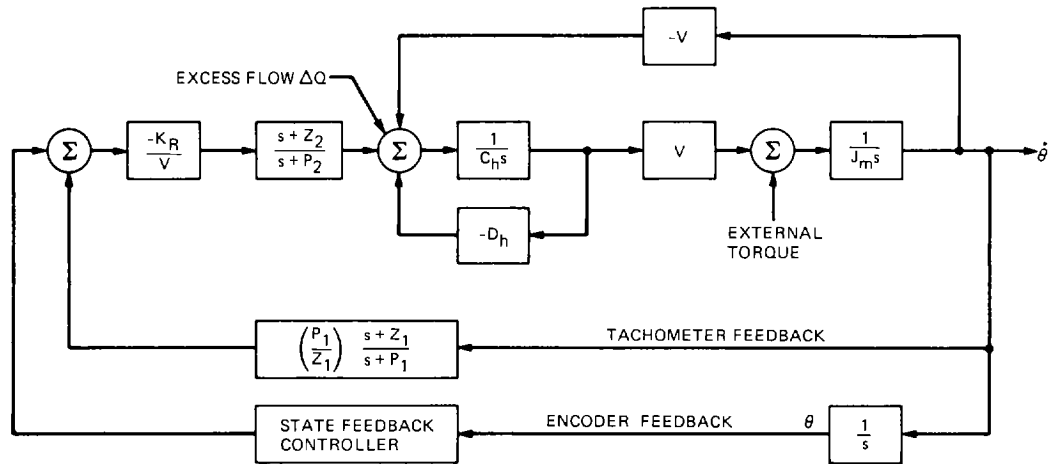 -V
EXCESS FLOW ΔQ
Σ
-K_R
V
s + Z_2
s + P_2
Σ
1
C_h s
V
Σ
1
J_m s
θ̇
-D_h
EXTERNAL
TORQUE
(P_1 / Z_1) s + Z_1 / s + P_1
TACHOMETER FEEDBACK
STATE FEEDBACK
CONTROLLER
ENCODER FEEDBACK θ
1
s